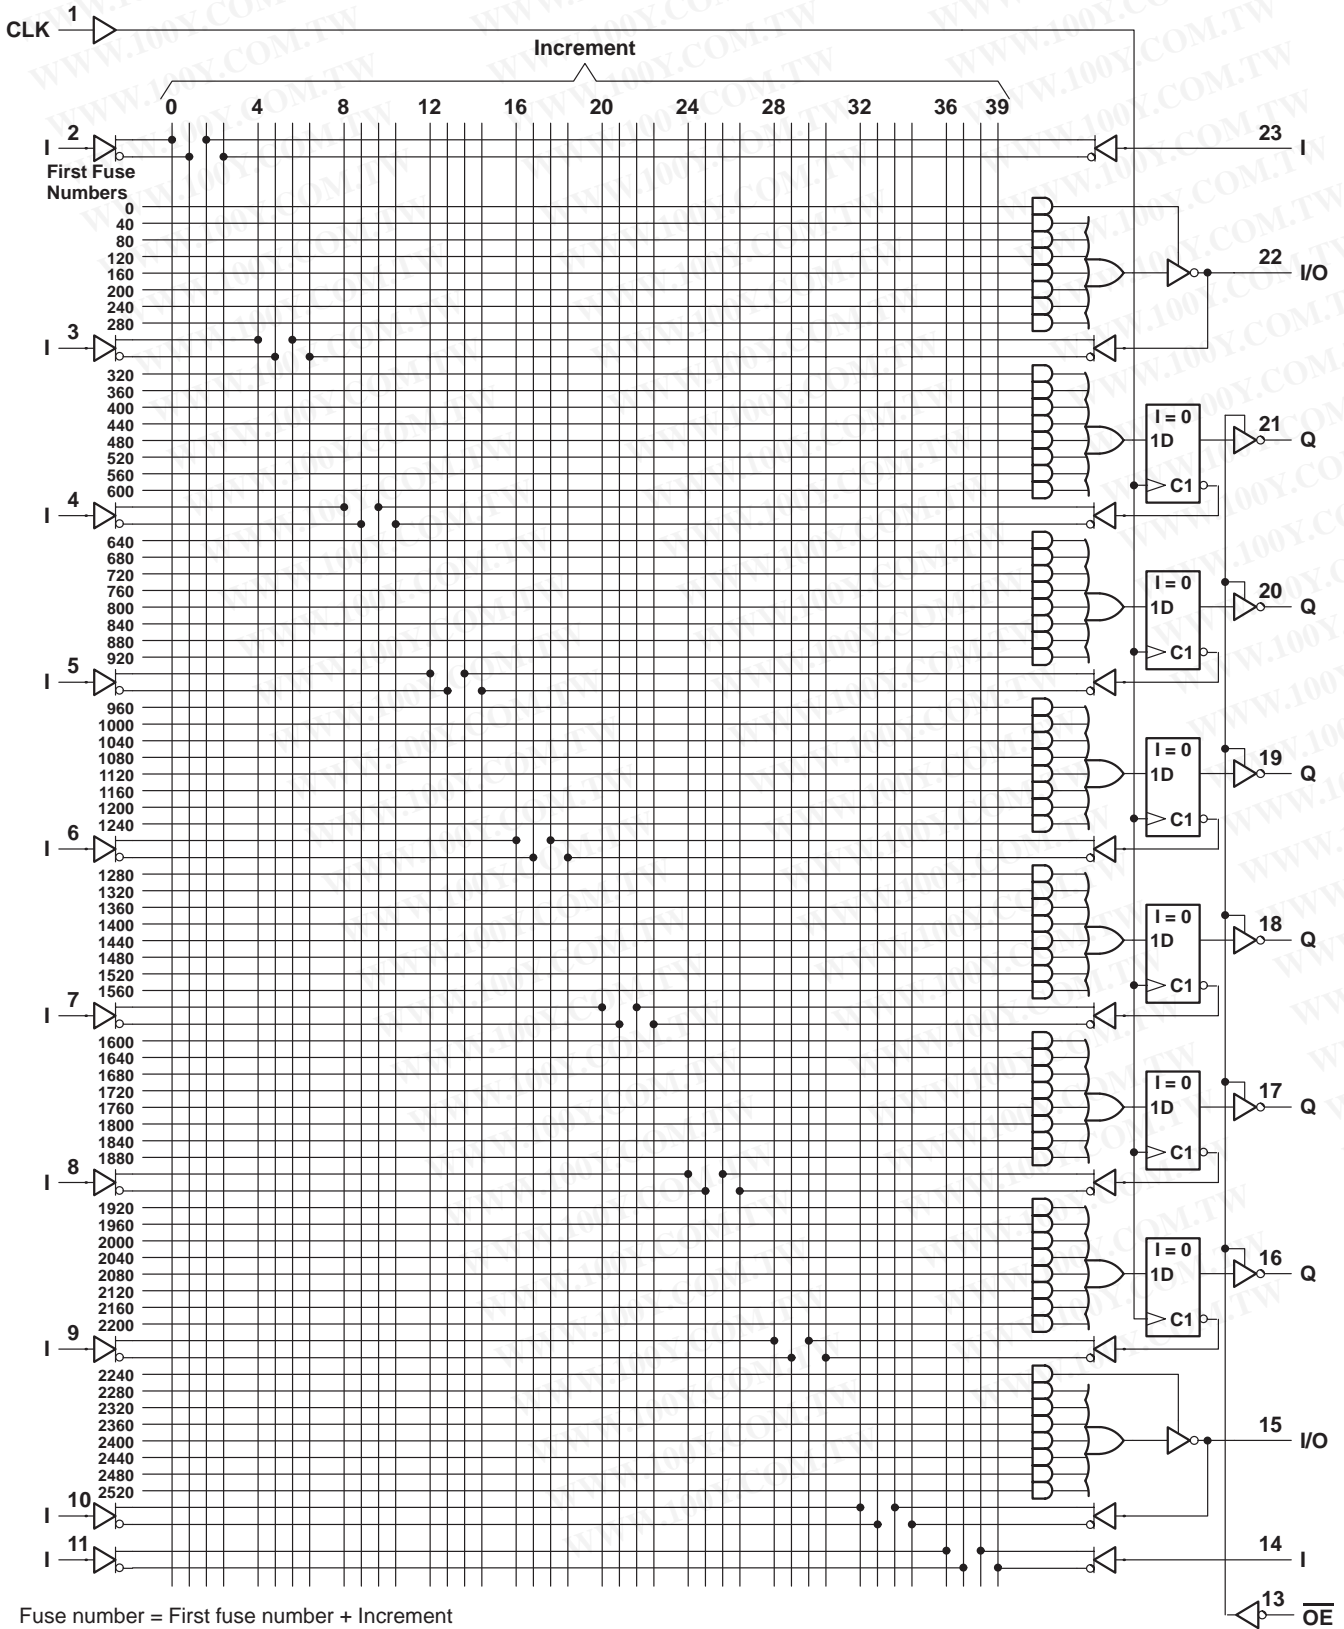 CLK 1
Increment
0 4 8 12 16 20 24 28 32 36 39
I 2 23 I
First Fuse
Numbers
0
40
80
120
160 22 I/O
200
240
280
I 3
320
360
400 I = 0 21
440 1D Q
480
520
560 C1
600
I 4
640
680
720 I = 0 20
760
800 1D Q
840
880
920 C1
I 5
960
1000
1040 I = 0
1080 19
1120 1D Q
1160
1200
1240 C1
I 6
1280
1320
1360 I = 0
1400 18
1440 1D Q
1480
1520
1560 C1
I 7
1600
1640
1680 I = 0
1720 17
1760 1D Q
1800
1840
1880 C1
I 8
1920
1960
2000 I = 0
2040 16
2080 1D Q
2120
2160
2200 C1
I 9
2240
2280
2320
2360 15
2400 I/O
2440
2480
2520
I 10
I 11 14 I
Fuse number = First fuse number + Increment 13 OE
WWW.100Y.COM.TW